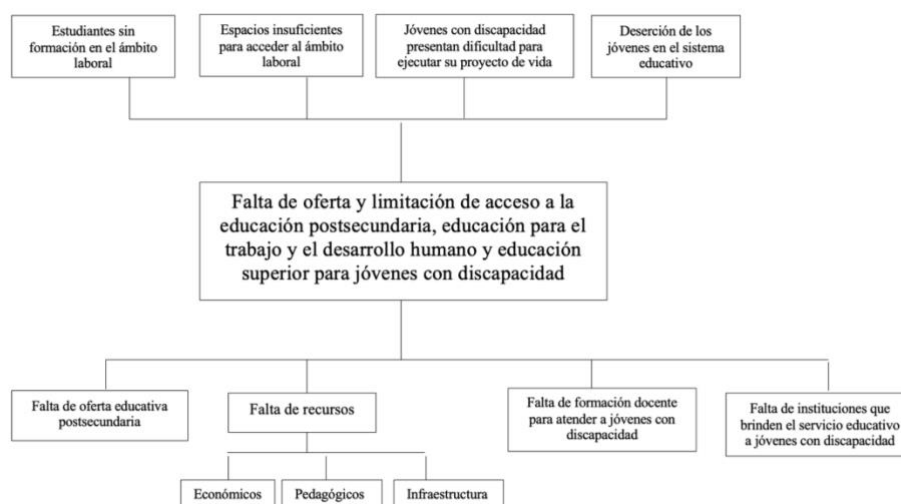 Estudiantes sin
formación en el ámbito
laboral
Espacios insuficientes
para acceder al ámbito
laboral
Jóvenes con discapacidad
presentan dificultad para
ejecutar su proyecto de vida
Deserción de los
jóvenes en el sistema
educativo
Falta de oferta y limitación de acceso a la
educación postsecundaria, educación para el
trabajo y el desarrollo humano y educación
superior para jóvenes con discapacidad
Falta de oferta educativa
postsecundaria
Falta de recursos
Falta de formación docente
para atender a jóvenes con
discapacidad
Falta de instituciones que
brinden el servicio educativo
a jóvenes con discapacidad
Económicos
Pedagógicos
Infraestructura